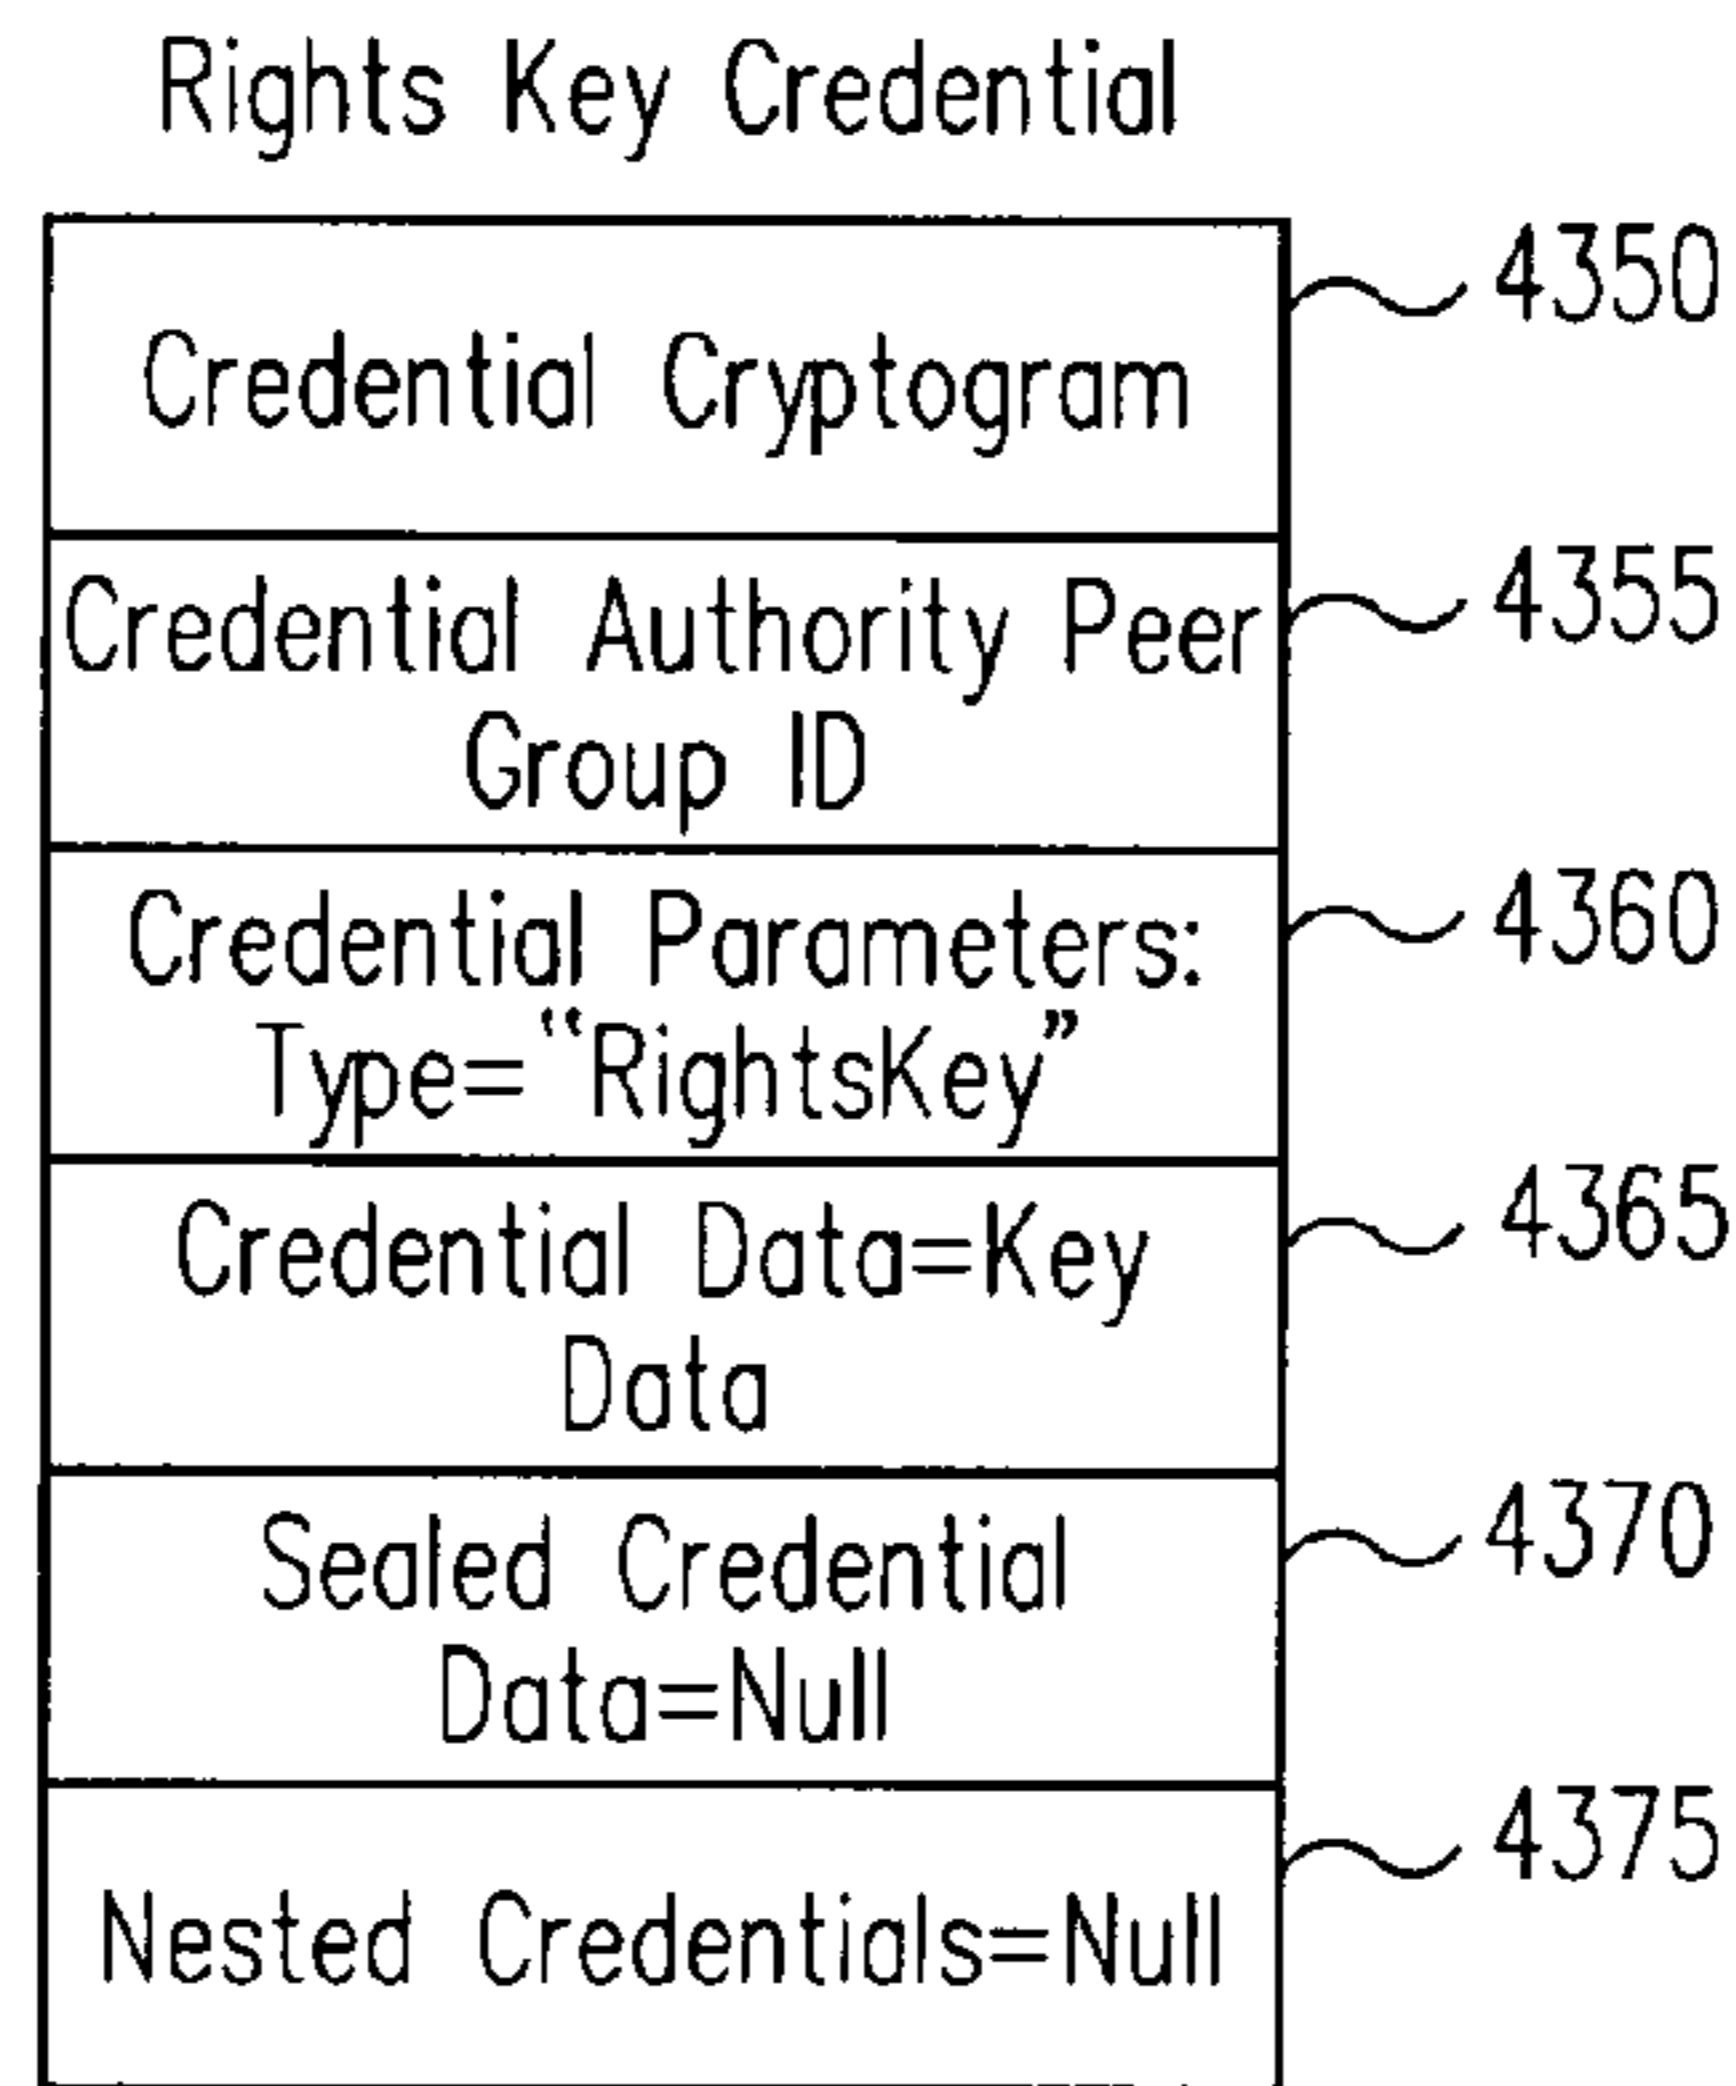 Rights Key Credential
4350
Credential Cryptogram
4355
Credential Authority Peer
Group ID
4360
Credential Parameters:
Type=“RightsKey”
4365
Credential Data=Key
Data
4370
Sealed Credential
Data=Null
4375
Nested Credentials=Null